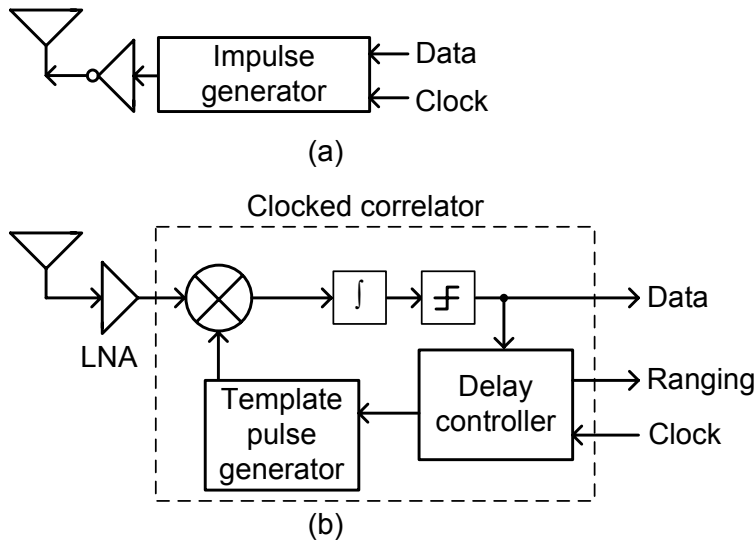 Impulse
generator
Data
Clock
(a)
Clocked correlator
LNA
∫
Data
Template
pulse
generator
Delay
controller
Ranging
Clock
(b)